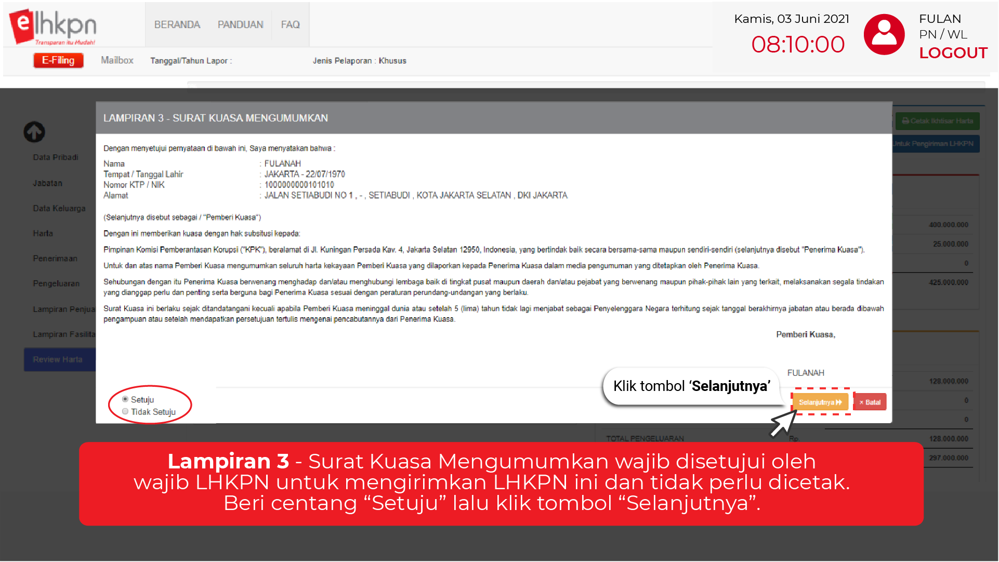 elhkpn
Transparan itu Mudah!
BERANDA PANDUAN FAQ
Kamis, 03 Juni 2021
08:10:00
FULAN
PN / WL
LOGOUT
E-Filing Mailbox Tanggal/Tahun Lapor : Jenis Pelaporan : Khusus
LAMPIRAN 3 - SURAT KUASA MENGUMUMKAN
Cetak Ikhtisar Harta
Untuk Pengiriman LHKPN
Data Pribadi
Jabatan
Data Keluarga
Harta
Penerimaan
Pengeluaran
Lampiran Penjua
Lampiran Fasilita
Review Harta
Dengan menyetujui pernyataan di bawah ini, Saya menyatakan bahwa :
Nama : FULANAH
Tempat / Tanggal Lahir : JAKARTA - 22/07/1970
Nomor KTP / NIK : 1000000000101010
Alamat : JALAN SETIABUDI NO 1 , - , SETIABUDI , KOTA JAKARTA SELATAN , DKI JAKARTA
(Selanjutnya disebut sebagai / "Pemberi Kuasa")
Dengan ini memberikan kuasa dengan hak subsitusi kepada:
Pimpinan Komisi Pemberantasan Korupsi ("KPK"), beralamat di Jl. Kuningan Persada Kav. 4, Jakarta Selatan 12950, Indonesia, yang bertindak baik secara bersama-sama maupun sendiri-sendiri (selanjutnya disebut "Penerima Kuasa").
Untuk dan atas nama Pemberi Kuasa mengumumkan seluruh harta kekayaan Pemberi Kuasa yang dilaporkan kepada Penerima Kuasa dalam media pengumuman yang ditetapkan oleh Penerima Kuasa.
Sehubungan dengan itu Penerima Kuasa berwenang menghadap dan/atau menghubungi lembaga baik di tingkat pusat maupun daerah dan/atau pejabat yang berwenang maupun pihak-pihak lain yang terkait, melaksanakan segala tindakan
yang dianggap perlu dan penting serta berguna bagi Penerima Kuasa sesuai dengan peraturan perundang-undangan yang berlaku.
Surat Kuasa ini berlaku sejak ditandatangani kecuali apabila Pemberi Kuasa meninggal dunia atau setelah 5 (lima) tahun tidak lagi menjabat sebagai Penyelenggara Negara terhitung sejak tanggal berakhirnya jabatan atau berada dibawah
pengampuan atau setelah mendapatkan persetujuan tertulis mengenai pencabutannya dari Penerima Kuasa.
Pemberi Kuasa,
FULANAH
400.000.000
25.000.000
0
425.000.000
128.000.000
0
0
Klik tombol ‘Selanjutnya’
Setuju
Tidak Setuju
Selanjutnya
× Batal
TOTAL PENGELUARAN Rp. 128.000.000
297.000.000
Lampiran 3 - Surat Kuasa Mengumumkan wajib disetujui oleh
wajib LHKPN untuk mengirimkan LHKPN ini dan tidak perlu dicetak.
Beri centang “Setuju” lalu klik tombol “Selanjutnya”.